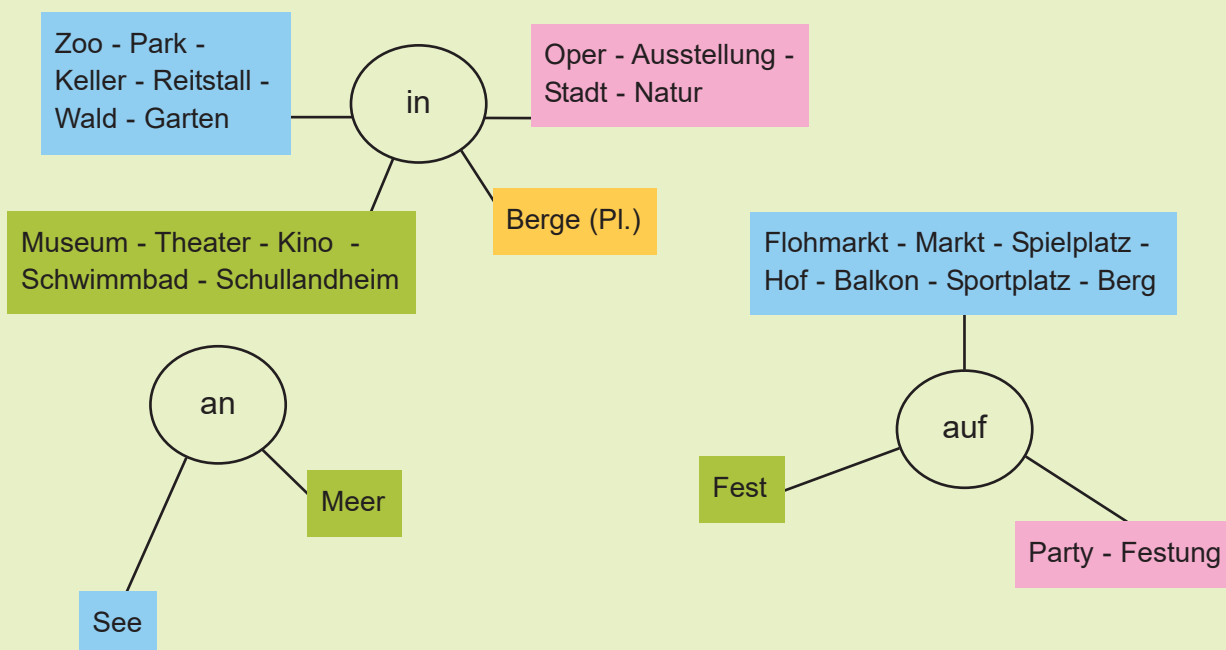 Zoo - Park -
Keller - Reitstall -
Wald - Garten
in
Oper - Ausstellung -
Stadt - Natur
Berge (Pl.)
Museum - Theater - Kino -
Schwimmbad - Schullandheim
an
Meer
See
Flohmarkt - Markt - Spielplatz -
Hof - Balkon - Sportplatz - Berg
auf
Fest
Party - Festung